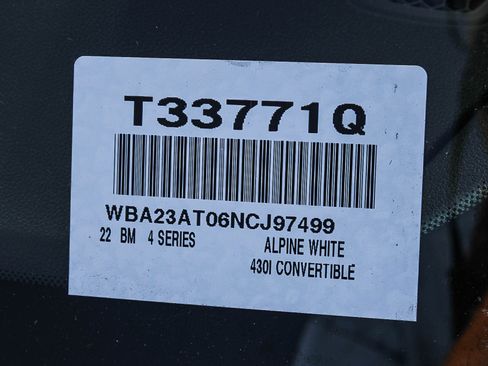 T33771Q
WBA23AT06NCJ97499
22 BM 4 SERIES ALPINE WHITE
430I CONVERTIBLE